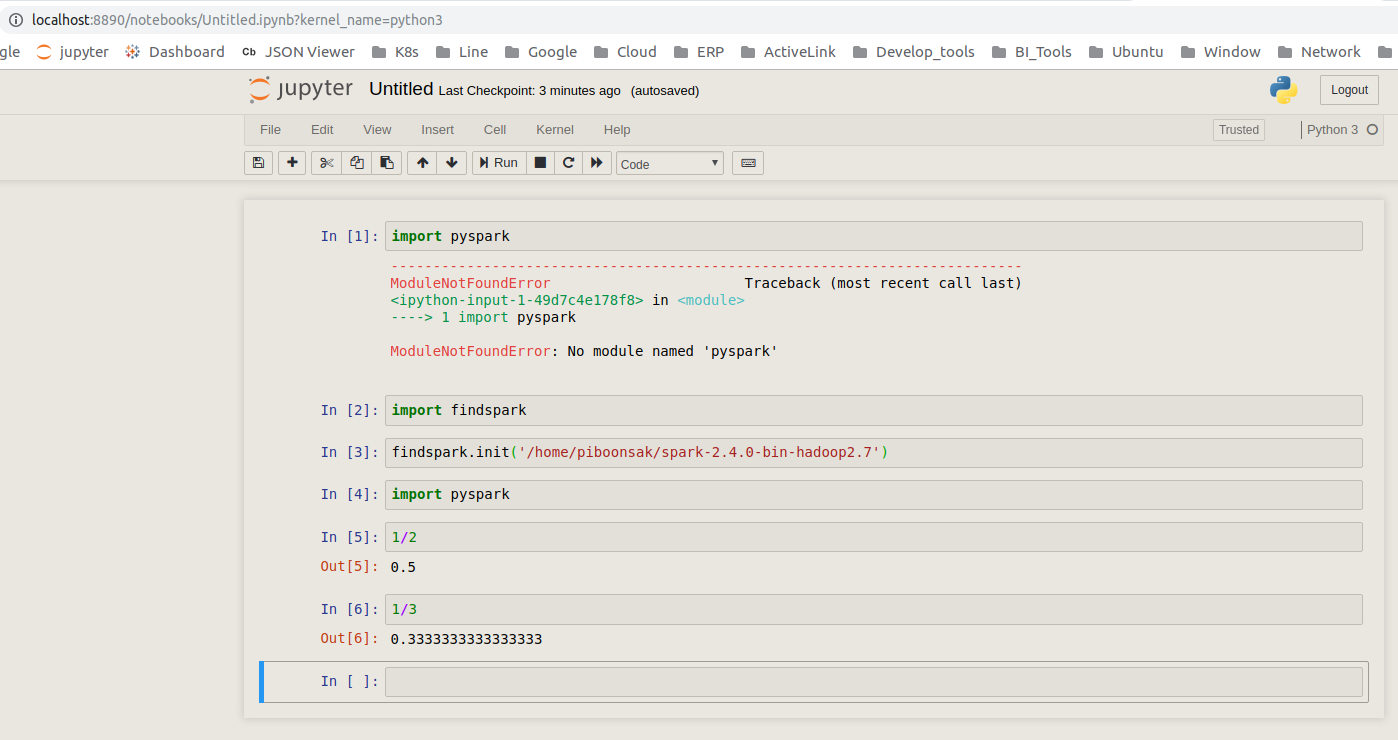 localhost:8890/notebooks/Untitled.ipynb?kernel_name=python3
gle jupyter Dashboard Cb JSON Viewer K8s Line Google Cloud ERP ActiveLink Develop_tools BI_Tools Ubuntu Window Network
jupyter Untitled Last Checkpoint: 3 minutes ago (autosaved) Logout
File Edit View Insert Cell Kernel Help Trusted Python 3
Run Code
In [1]: import pyspark
---------------------------------------------------------------------------
ModuleNotFoundError Traceback (most recent call last)
<ipython-input-1-49d7c4e178f8> in <module>
----> 1 import pyspark
ModuleNotFoundError: No module named 'pyspark'
In [2]: import findspark
In [3]: findspark.init('/home/piboonsak/spark-2.4.0-bin-hadoop2.7')
In [4]: import pyspark
In [5]: 1/2
Out[5]: 0.5
In [6]: 1/3
Out[6]: 0.3333333333333333
In [ ]: